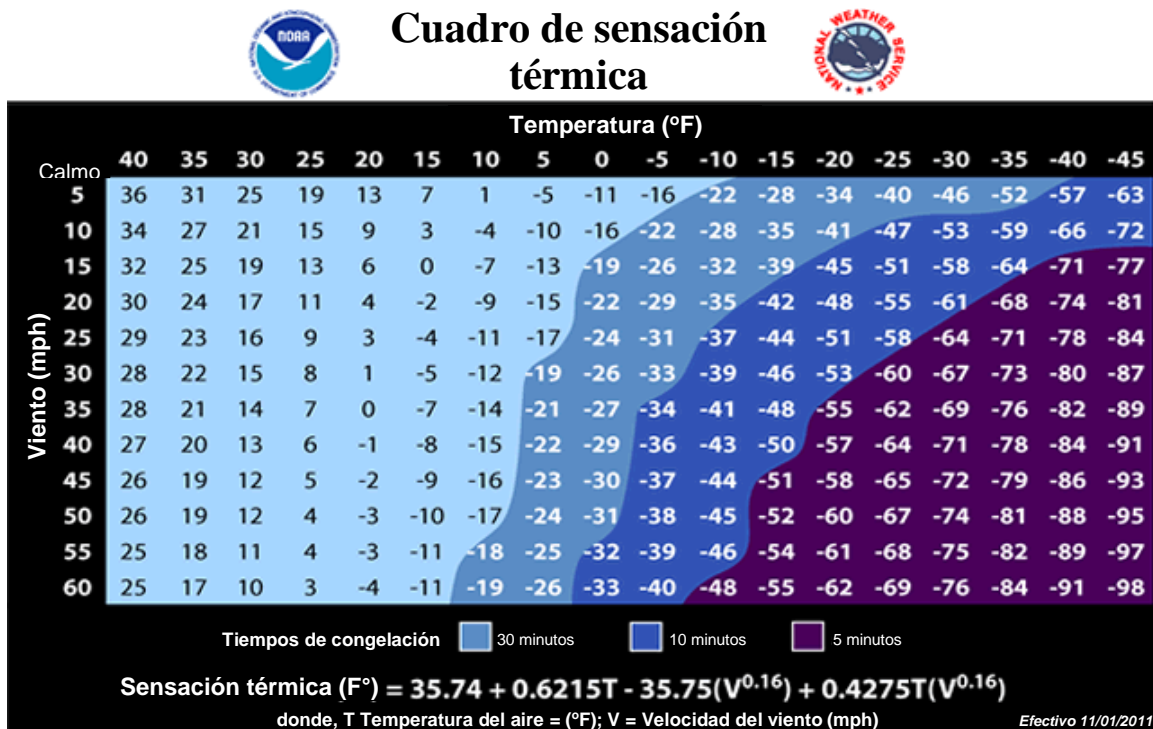 NOAA
NATIONAL WEATHER SERVICE
Cuadro de sensación
térmica
Temperatura (ºF)
Calmo 40 35 30 25 20 15 10 5 0 -5 -10 -15 -20 -25 -30 -35 -40 -45
Viento (mph)
5 36 31 25 19 13 7 1 -5 -11 -16 -22 -28 -34 -40 -46 -52 -57 -63
10 34 27 21 15 9 3 -4 -10 -16 -22 -28 -35 -41 -47 -53 -59 -66 -72
15 32 25 19 13 6 0 -7 -13 -19 -26 -32 -39 -45 -51 -58 -64 -71 -77
20 30 24 17 11 4 -2 -9 -15 -22 -29 -35 -42 -48 -55 -61 -68 -74 -81
25 29 23 16 9 3 -4 -11 -17 -24 -31 -37 -44 -51 -58 -64 -71 -78 -84
30 28 22 15 8 1 -5 -12 -19 -26 -33 -39 -46 -53 -60 -67 -73 -80 -87
35 28 21 14 7 0 -7 -14 -21 -27 -34 -41 -48 -55 -62 -69 -76 -82 -89
40 27 20 13 6 -1 -8 -15 -22 -29 -36 -43 -50 -57 -64 -71 -78 -84 -91
45 26 19 12 5 -2 -9 -16 -23 -30 -37 -44 -51 -58 -65 -72 -79 -86 -93
50 26 19 12 4 -3 -10 -17 -24 -31 -38 -45 -52 -60 -67 -74 -81 -88 -95
55 25 18 11 4 -3 -11 -18 -25 -32 -39 -46 -54 -61 -68 -75 -82 -89 -97
60 25 17 10 3 -4 -11 -19 -26 -33 -40 -48 -55 -62 -69 -76 -84 -91 -98
Tiempos de congelación 30 minutos 10 minutos 5 minutos
Sensación térmica (F°) = 35.74 + 0.6215T - 35.75(V^0.16) + 0.4275T(V^0.16)
donde, T Temperatura del aire = (ºF); V = Velocidad del viento (mph)
Efectivo 11/01/2011